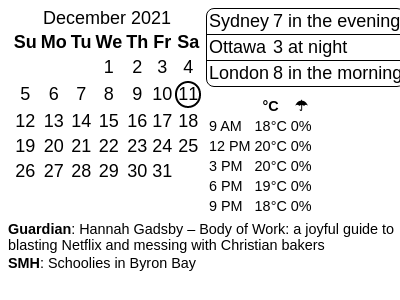 December 2021
Su Mo Tu We Th Fr Sa
1 2 3 4
5 6 7 8 9 10 11
12 13 14 15 16 17 18
19 20 21 22 23 24 25
26 27 28 29 30 31
Sydney 7 in the evening
Ottawa 3 at night
London 8 in the morning
°C ☂
9 AM 18°C 0%
12 PM 20°C 0%
3 PM 20°C 0%
6 PM 19°C 0%
9 PM 18°C 0%
Guardian: Hannah Gadsby – Body of Work: a joyful guide to
blasting Netflix and messing with Christian bakers
SMH: Schoolies in Byron Bay